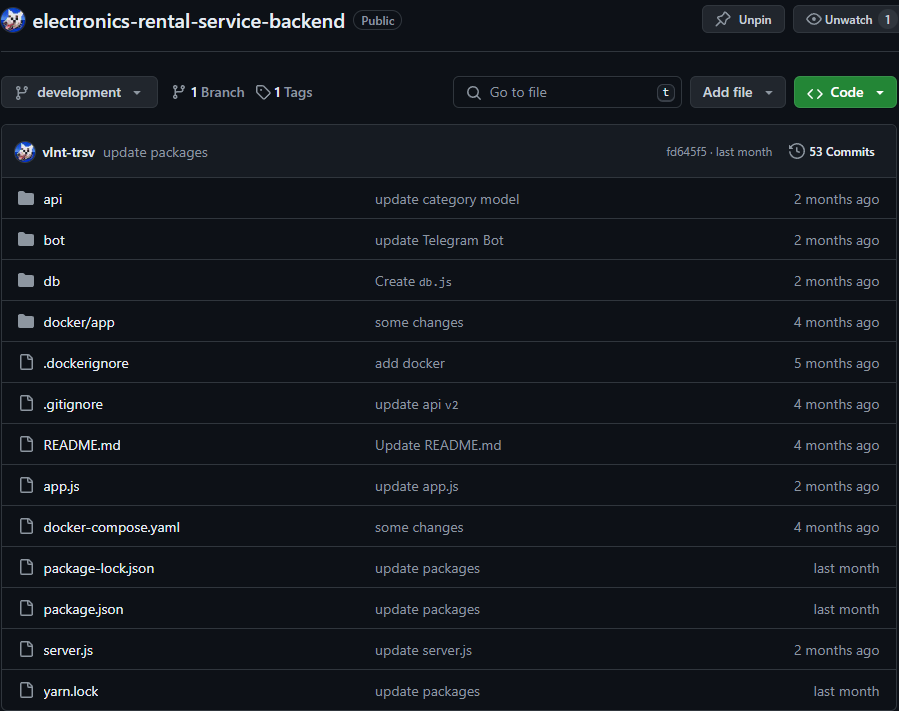 electronics-rental-service-backend Public Unpin Unwatch 1
development 1 Branch 1 Tags Go to file t Add file Code
vlnt-trsv update packages fd645f5 · last month 53 Commits
api update category model 2 months ago
bot update Telegram Bot 2 months ago
db Create db.js 2 months ago
docker/app some changes 4 months ago
.dockerignore add docker 5 months ago
.gitignore update api v2 4 months ago
README.md Update README.md 4 months ago
app.js update app.js 2 months ago
docker-compose.yaml some changes 4 months ago
package-lock.json update packages last month
package.json update packages last month
server.js update server.js 2 months ago
yarn.lock update packages last month